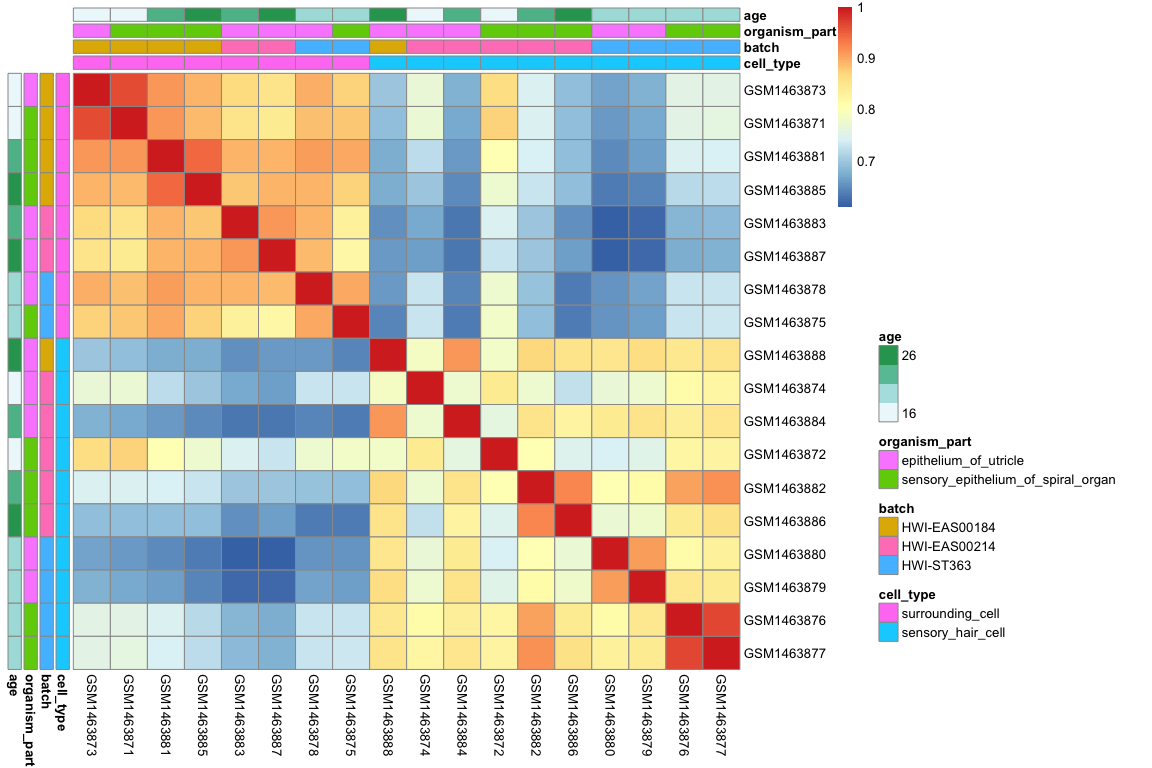 age
organism_part
batch
cell_type
1
0.9
0.8
0.7
GSM1463873
GSM1463871
GSM1463881
GSM1463885
GSM1463883
GSM1463887
GSM1463878
GSM1463875
GSM1463888
GSM1463874
GSM1463884
GSM1463872
GSM1463882
GSM1463886
GSM1463880
GSM1463879
GSM1463876
GSM1463877
age
organism_part
batch
cell_type
GSM1463873
GSM1463871
GSM1463881
GSM1463885
GSM1463883
GSM1463887
GSM1463878
GSM1463875
GSM1463888
GSM1463874
GSM1463884
GSM1463872
GSM1463882
GSM1463886
GSM1463880
GSM1463879
GSM1463876
GSM1463877
age
26
16
organism_part
epithelium_of_utricle
sensory_epithelium_of_spiral_organ
batch
HWI-EAS00184
HWI-EAS00214
HWI-ST363
cell_type
surrounding_cell
sensory_hair_cell